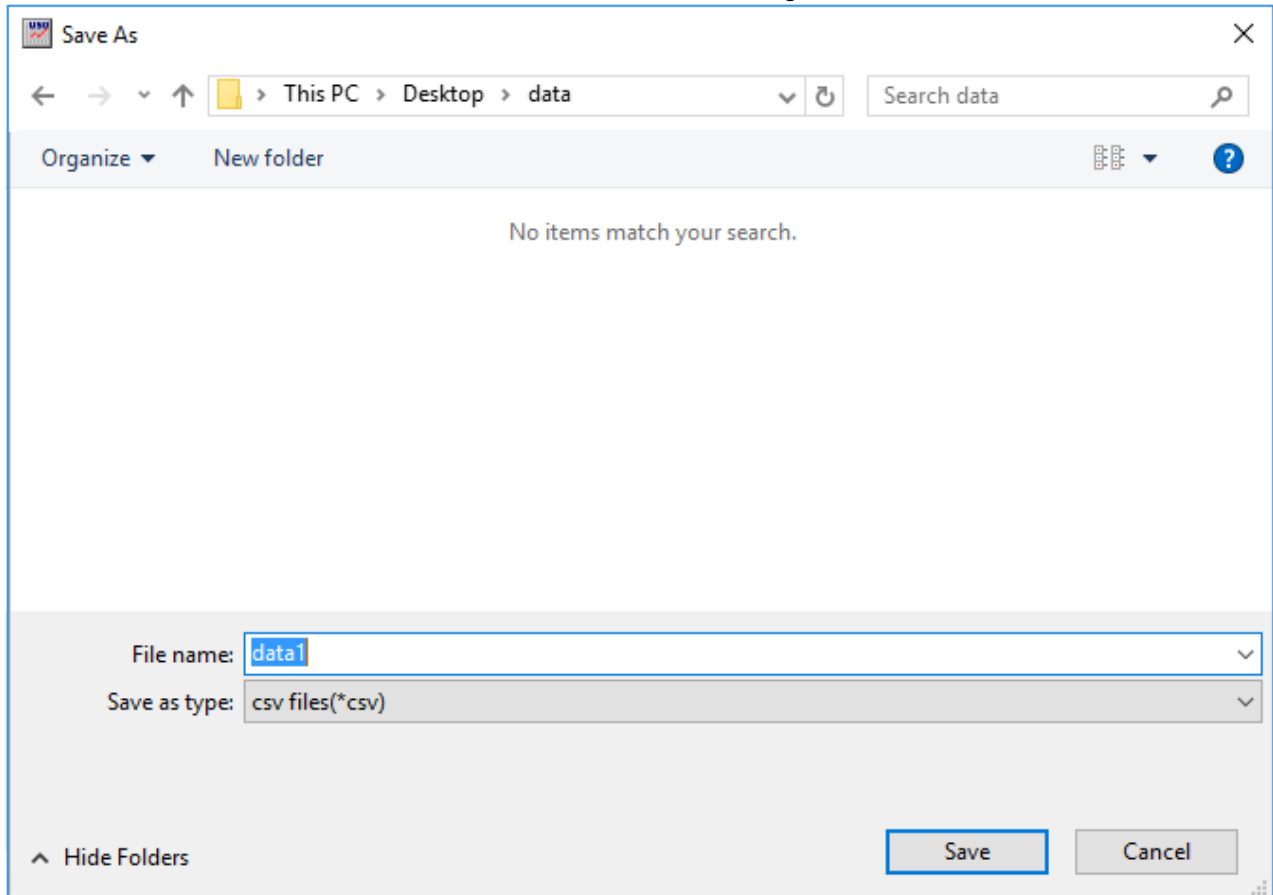 Save As
This PC > Desktop > data
Search data
Organize
New folder
?
No items match your search.
File name: data1
Save as type: csv files(*csv)
Hide Folders
Save
Cancel